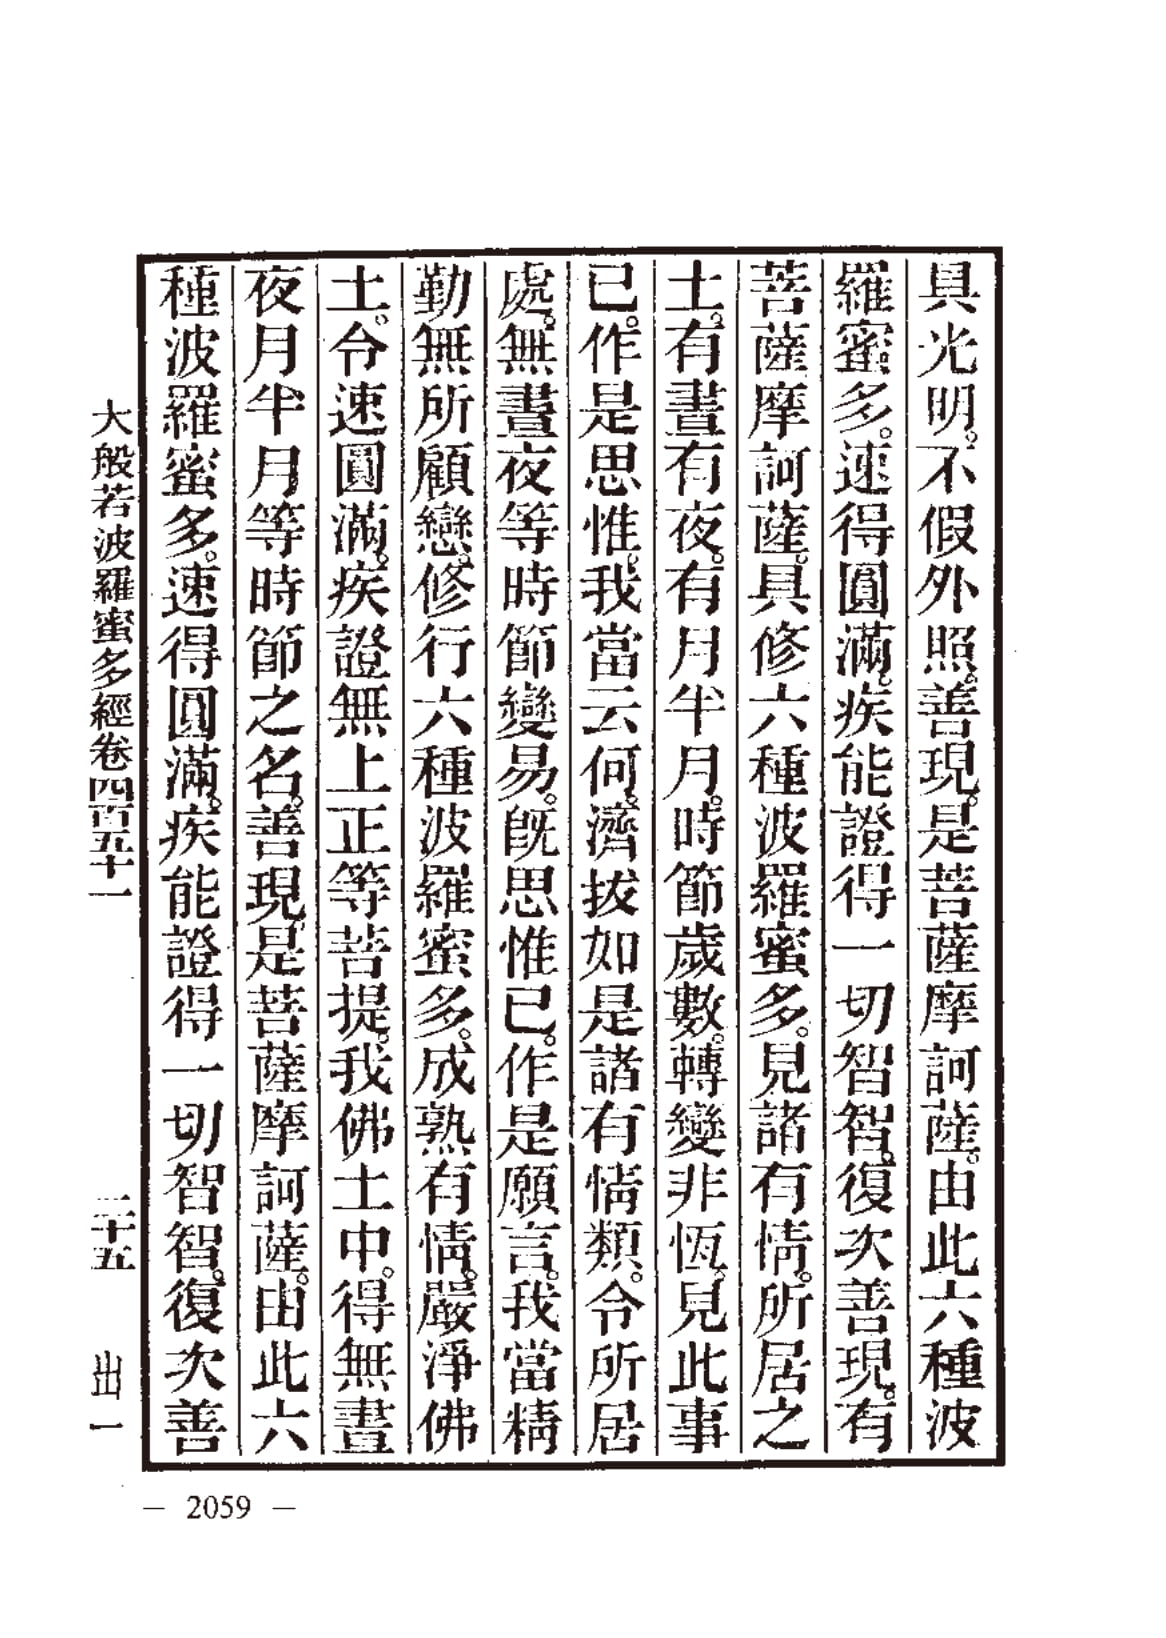 具光明。不假外照。善現。是菩薩摩訶薩。由此六種波
羅蜜多。速得圓滿。疾能證得一切智智。復次善現。有
菩薩摩訶薩。具修六種波羅蜜多。見諸有情。所居之
土。有晝有夜。有月半月。時節歲數。轉變非恆。見此事
已。作是思惟。我當云何。濟拔如是諸有情類。令所居
處。無晝夜等時節變易。旣思惟已。作是願言。我當精
勤無所顧戀。修行六種波羅蜜多。成熟有情。嚴淨佛
土。令速圓滿。疾證無上正等菩提。我佛土中。得無晝
夜月半月等時節之名。善現。是菩薩摩訶薩。由此六
種波羅蜜多。速得圓滿。疾能證得一切智智。復次善
大般若波羅蜜多經卷四百五十一 二十五 出一
— 2059 —